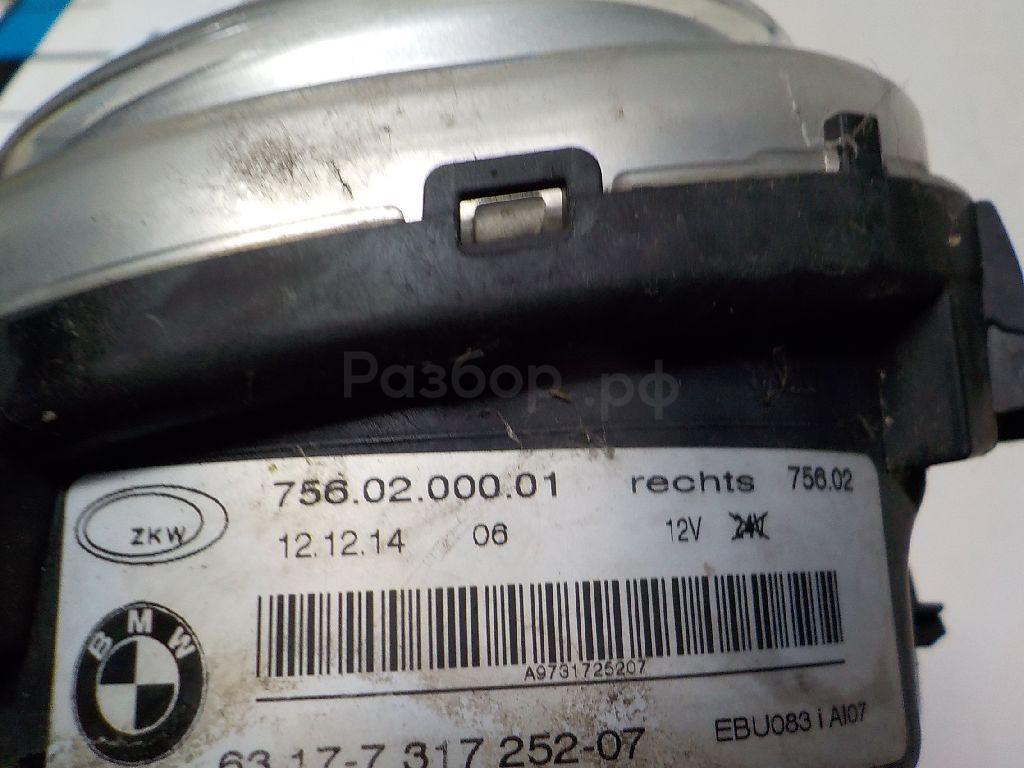 Разбор.рф
756.02.000.01 rechts 756.02
ZKW
12.12.14 06 12V 24V
A9731725207
BMW
EBU083 i AI07
63.17-7 317 252-07